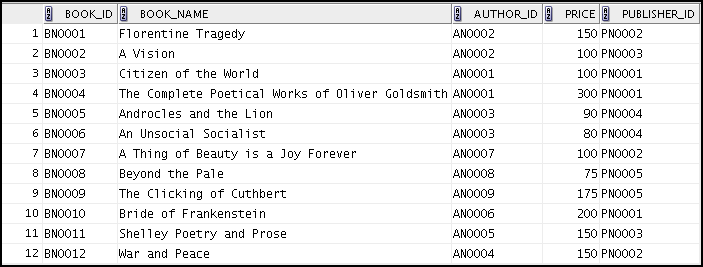 BOOK_ID BOOK_NAME AUTHOR_ID PRICE PUBLISHER_ID
1 BN0001 Florentine Tragedy AN0002 150 PN0002
2 BN0002 A Vision AN0002 100 PN0003
3 BN0003 Citizen of the World AN0001 100 PN0001
4 BN0004 The Complete Poetical Works of Oliver Goldsmith AN0001 300 PN0001
5 BN0005 Androcles and the Lion AN0003 90 PN0004
6 BN0006 An Unsocial Socialist AN0003 80 PN0004
7 BN0007 A Thing of Beauty is a Joy Forever AN0007 100 PN0002
8 BN0008 Beyond the Pale AN0008 75 PN0005
9 BN0009 The Clicking of Cuthbert AN0009 175 PN0005
10 BN0010 Bride of Frankenstein AN0006 200 PN0001
11 BN0011 Shelley Poetry and Prose AN0005 150 PN0003
12 BN0012 War and Peace AN0004 150 PN0002